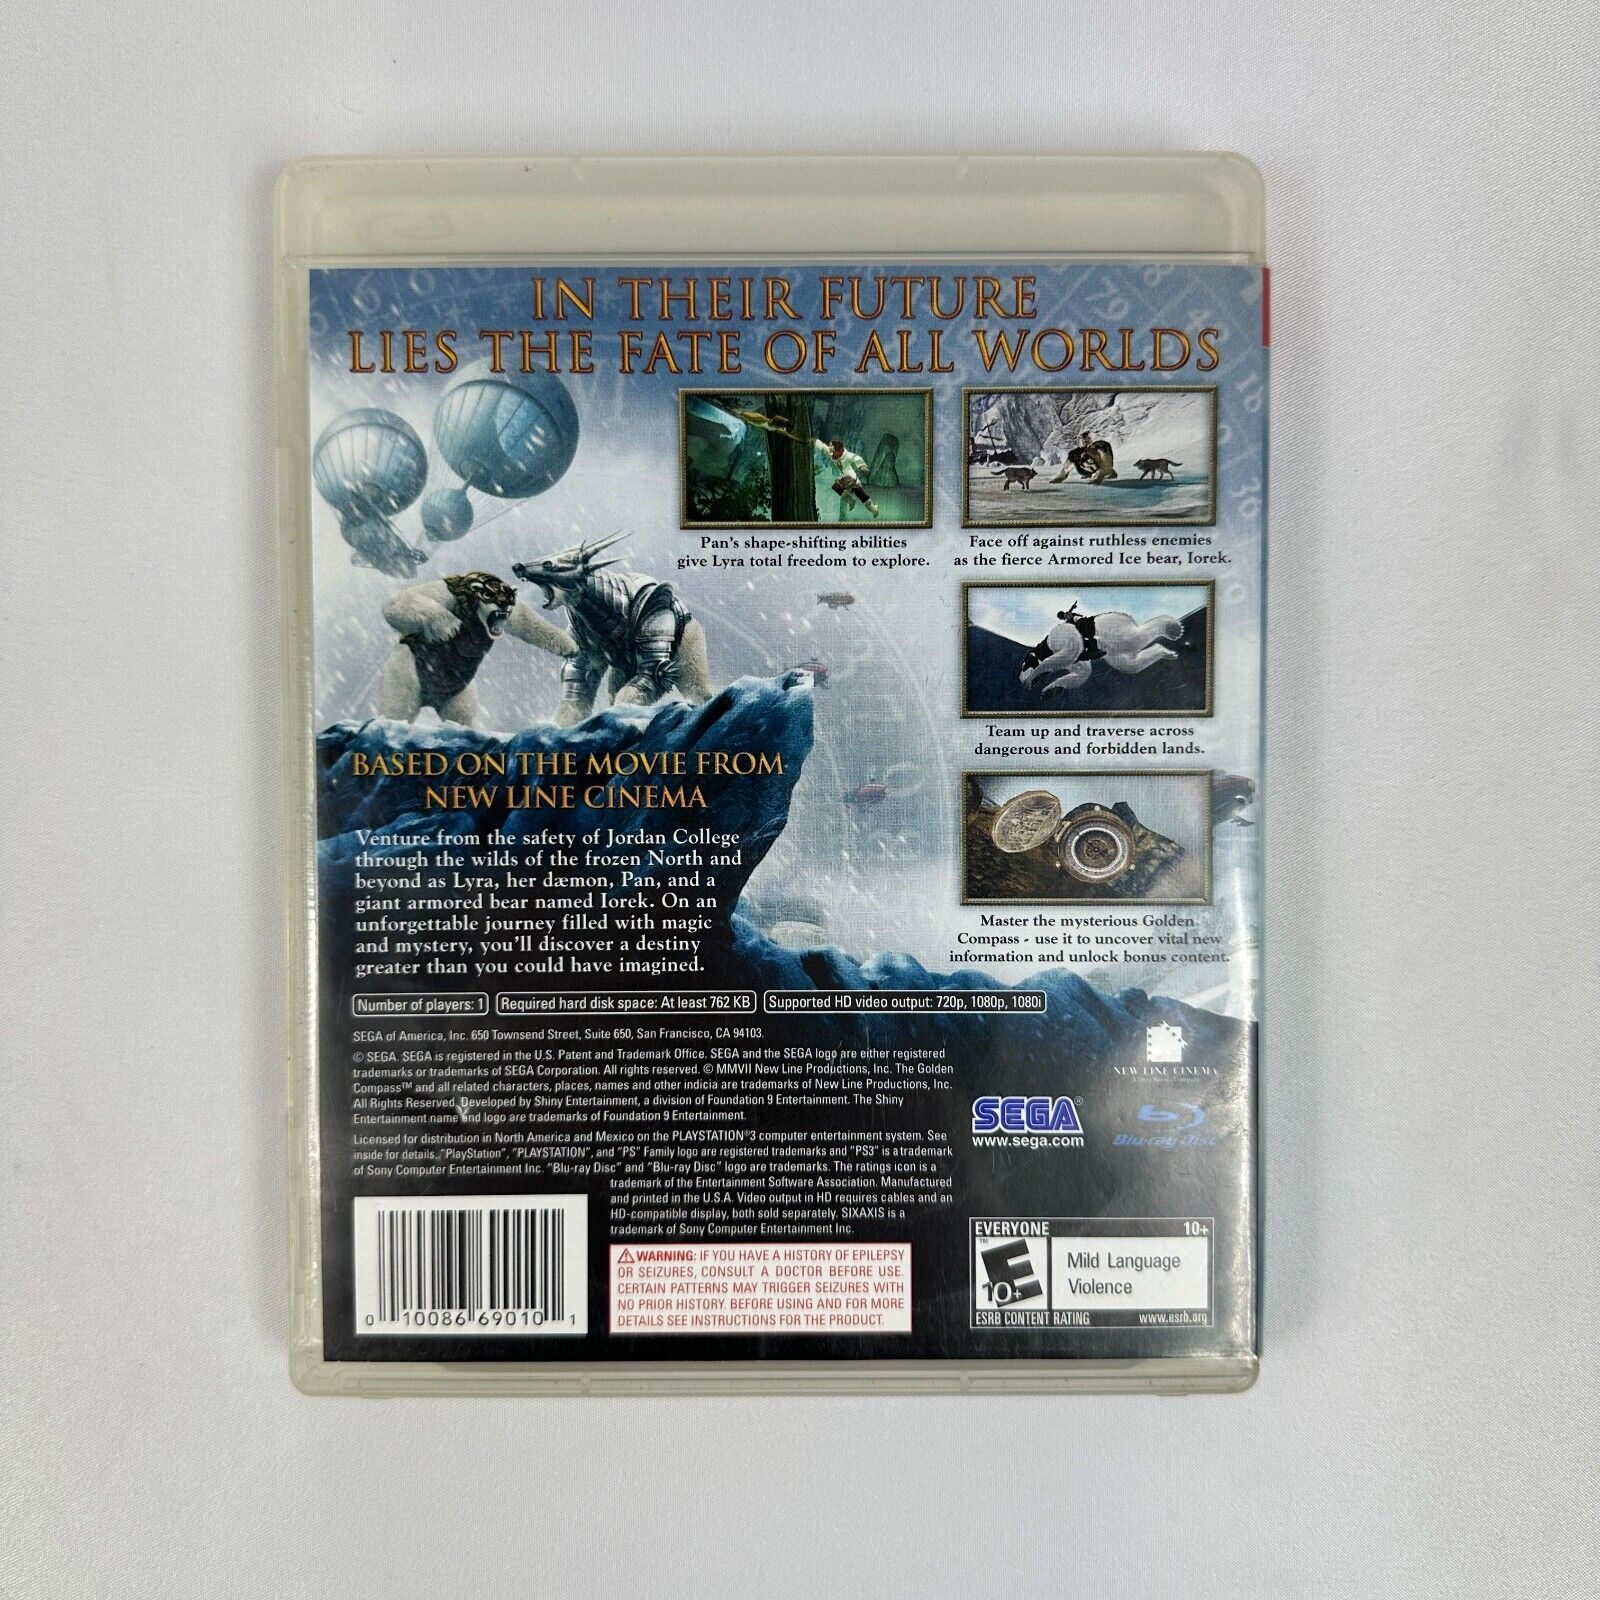 IN THEIR FUTURE
LIES THE FATE OF ALL WORLDS
Pan's shape-shifting abilities
give Lyra total freedom to explore.
Face off against ruthless enemies
as the fierce Armored Ice bear, Iorek.
Team up and traverse across
dangerous and forbidden lands.
Master the mysterious Golden
Compass - use it to uncover vital new
information and unlock bonus content.
BASED ON THE MOVIE FROM
NEW LINE CINEMA
Venture from the safety of Jordan College
through the wilds of the frozen North and
beyond as Lyra, her dæmon, Pan, and a
giant armored bear named Iorek. On an
unforgettable journey filled with magic
and mystery, you'll discover a destiny
greater than you could have imagined.
Number of players: 1 Required hard disk space: At least 762 KB Supported HD video output: 720p, 1080p, 1080i
SEGA of America, Inc. 650 Townsend Street, Suite 650, San Francisco, CA 94103.
© SEGA. SEGA is registered in the U.S. Patent and Trademark Office. SEGA and the SEGA logo are either registered
trademarks or trademarks of SEGA Corporation. All rights reserved. © MMVII New Line Productions, Inc. The Golden
Compass™ and all related characters, places, names and other indicia are trademarks of New Line Productions, Inc.
All Rights Reserved. Developed by Shiny Entertainment, a division of Foundation 9 Entertainment. The Shiny
Entertainment name and logo are trademarks of Foundation 9 Entertainment.
Licensed for distribution in North America and Mexico on the PLAYSTATION®3 computer entertainment system. See
inside for details. "PlayStation", "PLAYSTATION", and "PS" Family logo are registered trademarks and "PS3" is a trademark
of Sony Computer Entertainment Inc. "Blu-ray Disc" and "Blu-ray Disc" logo are trademarks. The ratings icon is a
trademark of the Entertainment Software Association. Manufactured
and printed in the U.S.A. Video output in HD requires cables and an
HD-compatible display, both sold separately. SIXAXIS is a
trademark of Sony Computer Entertainment Inc.
NEW LINE CINEMA
SEGA®
www.sega.com
Blu-ray Disc
0 10086 69010 1
WARNING: IF YOU HAVE A HISTORY OF EPILEPSY
OR SEIZURES, CONSULT A DOCTOR BEFORE USE.
CERTAIN PATTERNS MAY TRIGGER SEIZURES WITH
NO PRIOR HISTORY. BEFORE USING AND FOR MORE
DETAILS SEE INSTRUCTIONS FOR THE PRODUCT.
EVERYONE 10+
E™
10+
Mild Language
Violence
ESRB CONTENT RATING www.esrb.org